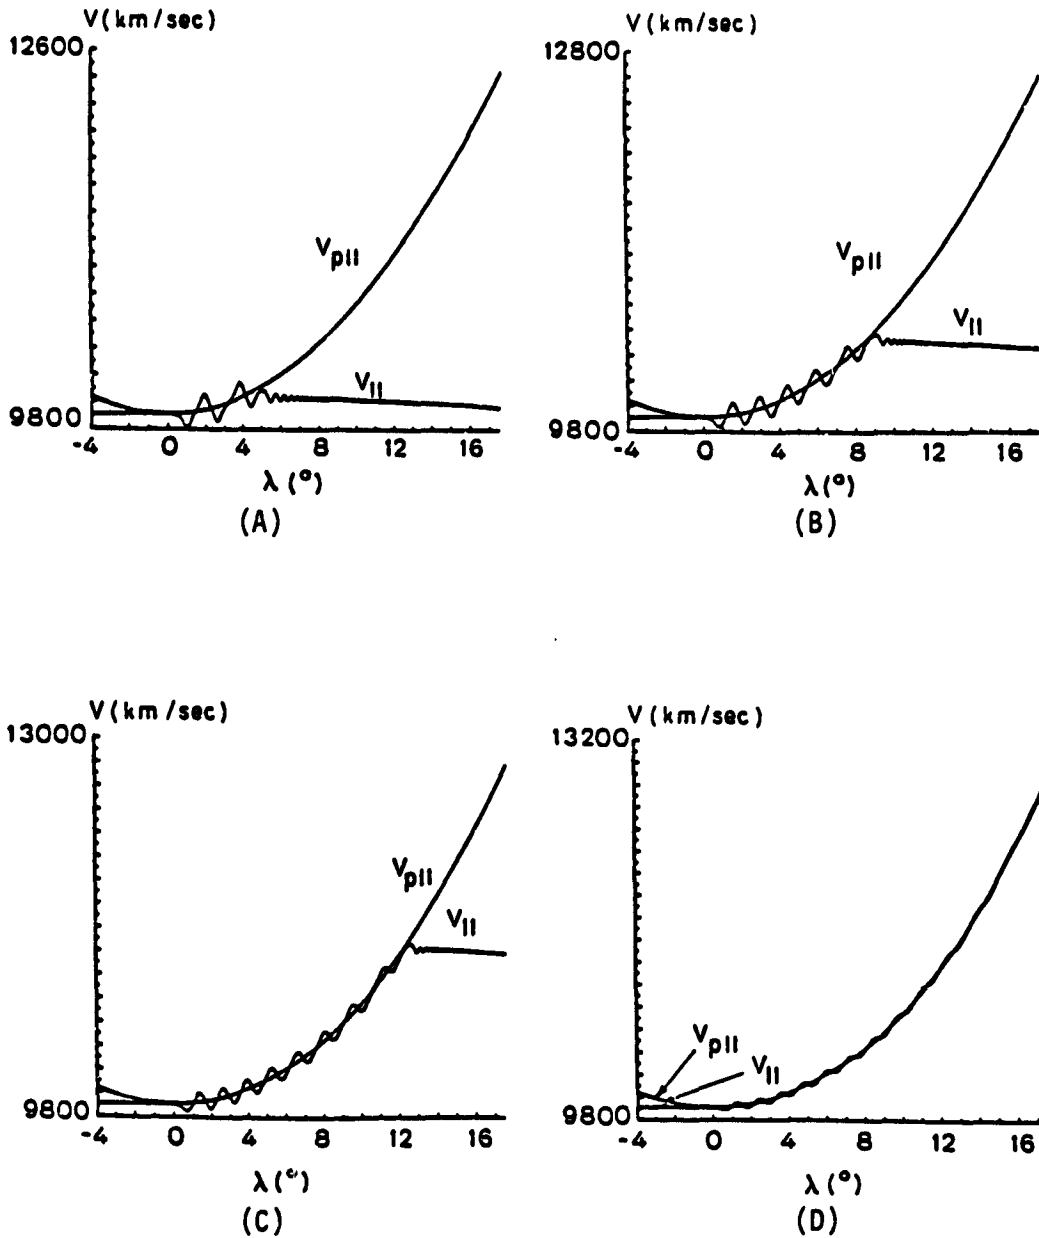 V (km/sec)
12600
V_p||
V_||
9800
-4 0 4 8 12 16
λ (°)
(A)
V (km/sec)
12800
V_p||
V_||
9800
-4 0 4 8 12 16
λ (°)
(B)
V (km/sec)
13000
V_p||
V_||
9800
-4 0 4 8 12 16
λ (°)
(C)
V (km/sec)
13200
V_p||
V_||
9800
-4 0 4 8 12 16
λ (°)
(D)